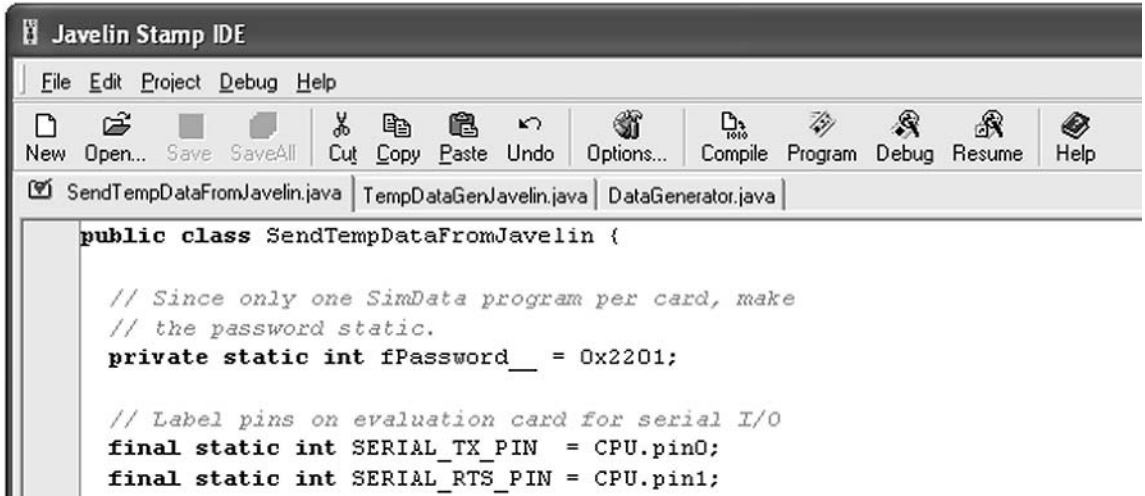 Javelin Stamp IDE
File Edit Project Debug Help
New Open... Save SaveAll Cut Copy Paste Undo Options... Compile Program Debug Resume Help
SendTempDataFromJavelin.java TempDataGenJavelin.java DataGenerator.java
public class SendTempDataFromJavelin {
// Since only one SimData program per card, make
// the password static.
private static int fPassword__ = 0x2201;
// Label pins on evaluation card for serial I/O
final static int SERIAL_TX_PIN = CPU.pin0;
final static int SERIAL_RTS_PIN = CPU.pin1;